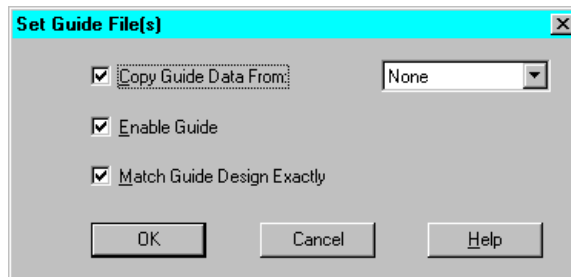 Set Guide File(s)
Copy Guide Data From: None
Enable Guide
Match Guide Design Exactly
OK Cancel Help